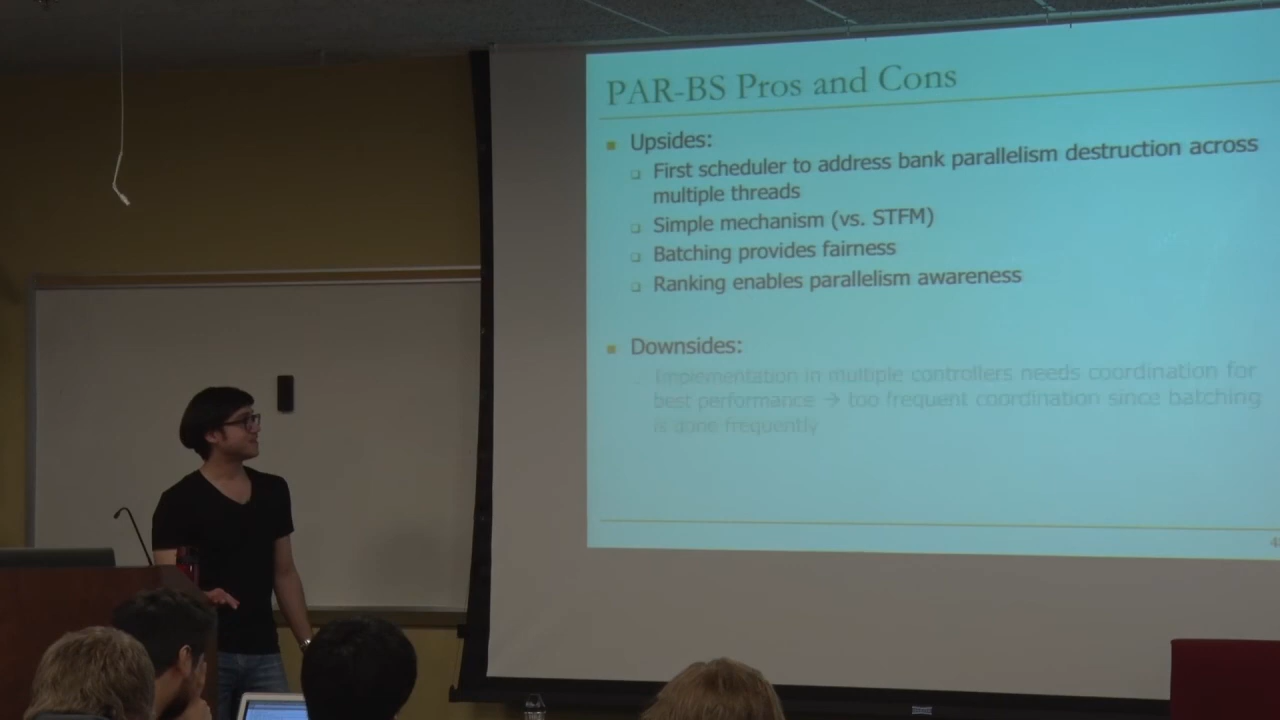 PAR-BS Pros and Cons
Upsides:
First scheduler to address bank parallelism destruction across
multiple threads
Simple mechanism (vs. STFM)
Batching provides fairness
Ranking enables parallelism awareness
Downsides:
Implementation in multiple controllers needs coordination for
best performance → too frequent coordination since batching
is done frequently